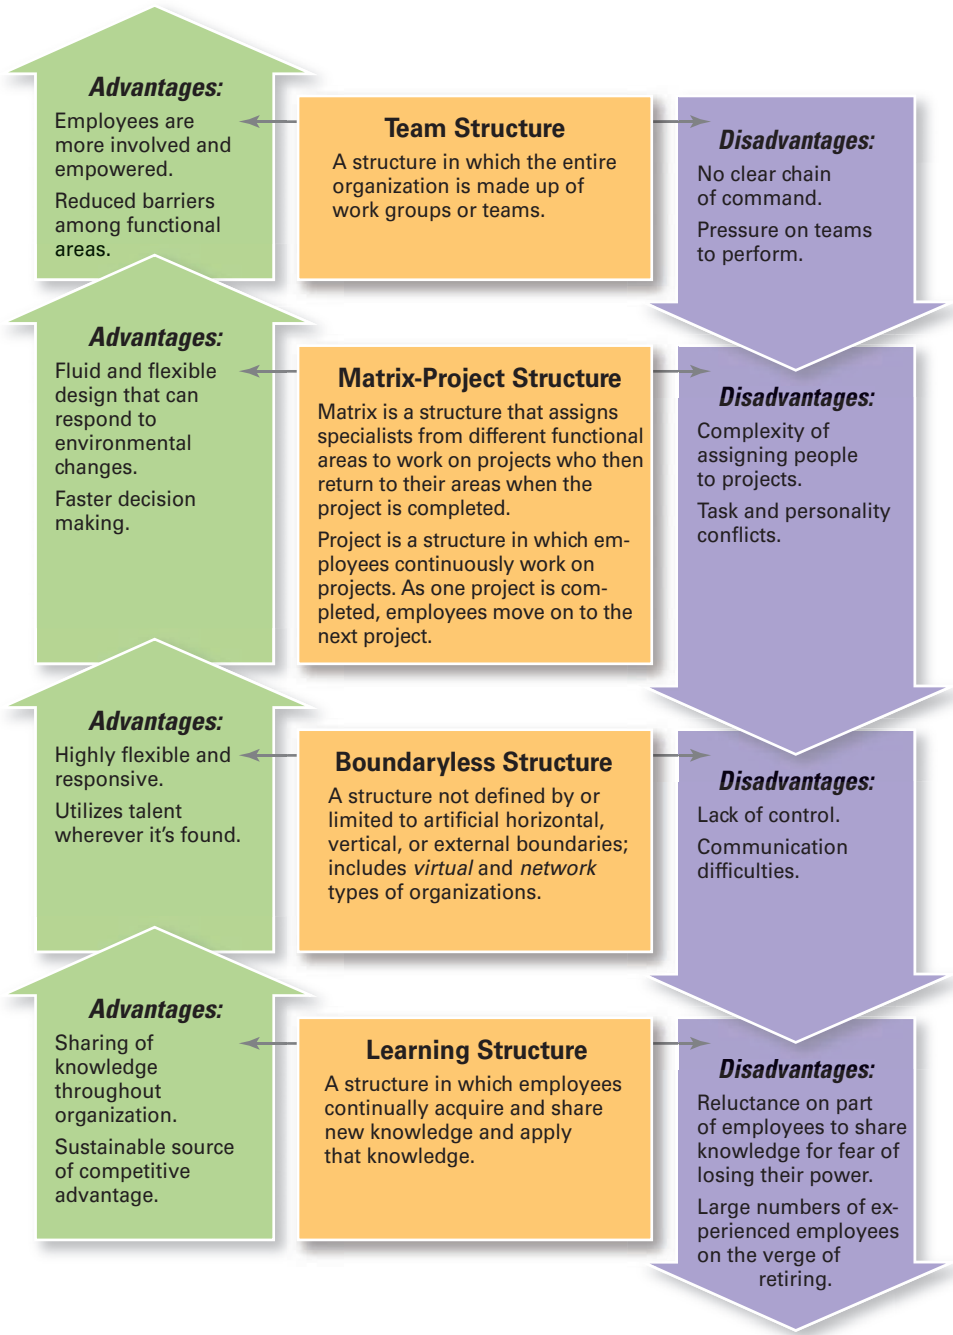 Advantages:
Employees are
more involved and
empowered.
Reduced barriers
among functional
areas.
Team Structure
A structure in which the entire
organization is made up of
work groups or teams.
Disadvantages:
No clear chain
of command.
Pressure on teams
to perform.
Advantages:
Fluid and flexible
design that can
respond to
environmental
changes.
Faster decision
making.
Matrix-Project Structure
Matrix is a structure that assigns
specialists from different functional
areas to work on projects who then
return to their areas when the
project is completed.
Project is a structure in which em-
ployees continuously work on
projects. As one project is com-
pleted, employees move on to the
next project.
Disadvantages:
Complexity of
assigning people
to projects.
Task and personality
conflicts.
Advantages:
Highly flexible and
responsive.
Utilizes talent
wherever it's found.
Boundaryless Structure
A structure not defined by or
limited to artificial horizontal,
vertical, or external boundaries;
includes virtual and network
types of organizations.
Disadvantages:
Lack of control.
Communication
difficulties.
Advantages:
Sharing of
knowledge
throughout
organization.
Sustainable source
of competitive
advantage.
Learning Structure
A structure in which employees
continually acquire and share
new knowledge and apply
that knowledge.
Disadvantages:
Reluctance on part
of employees to share
knowledge for fear of
losing their power.
Large numbers of ex-
perienced employees
on the verge of
retiring.